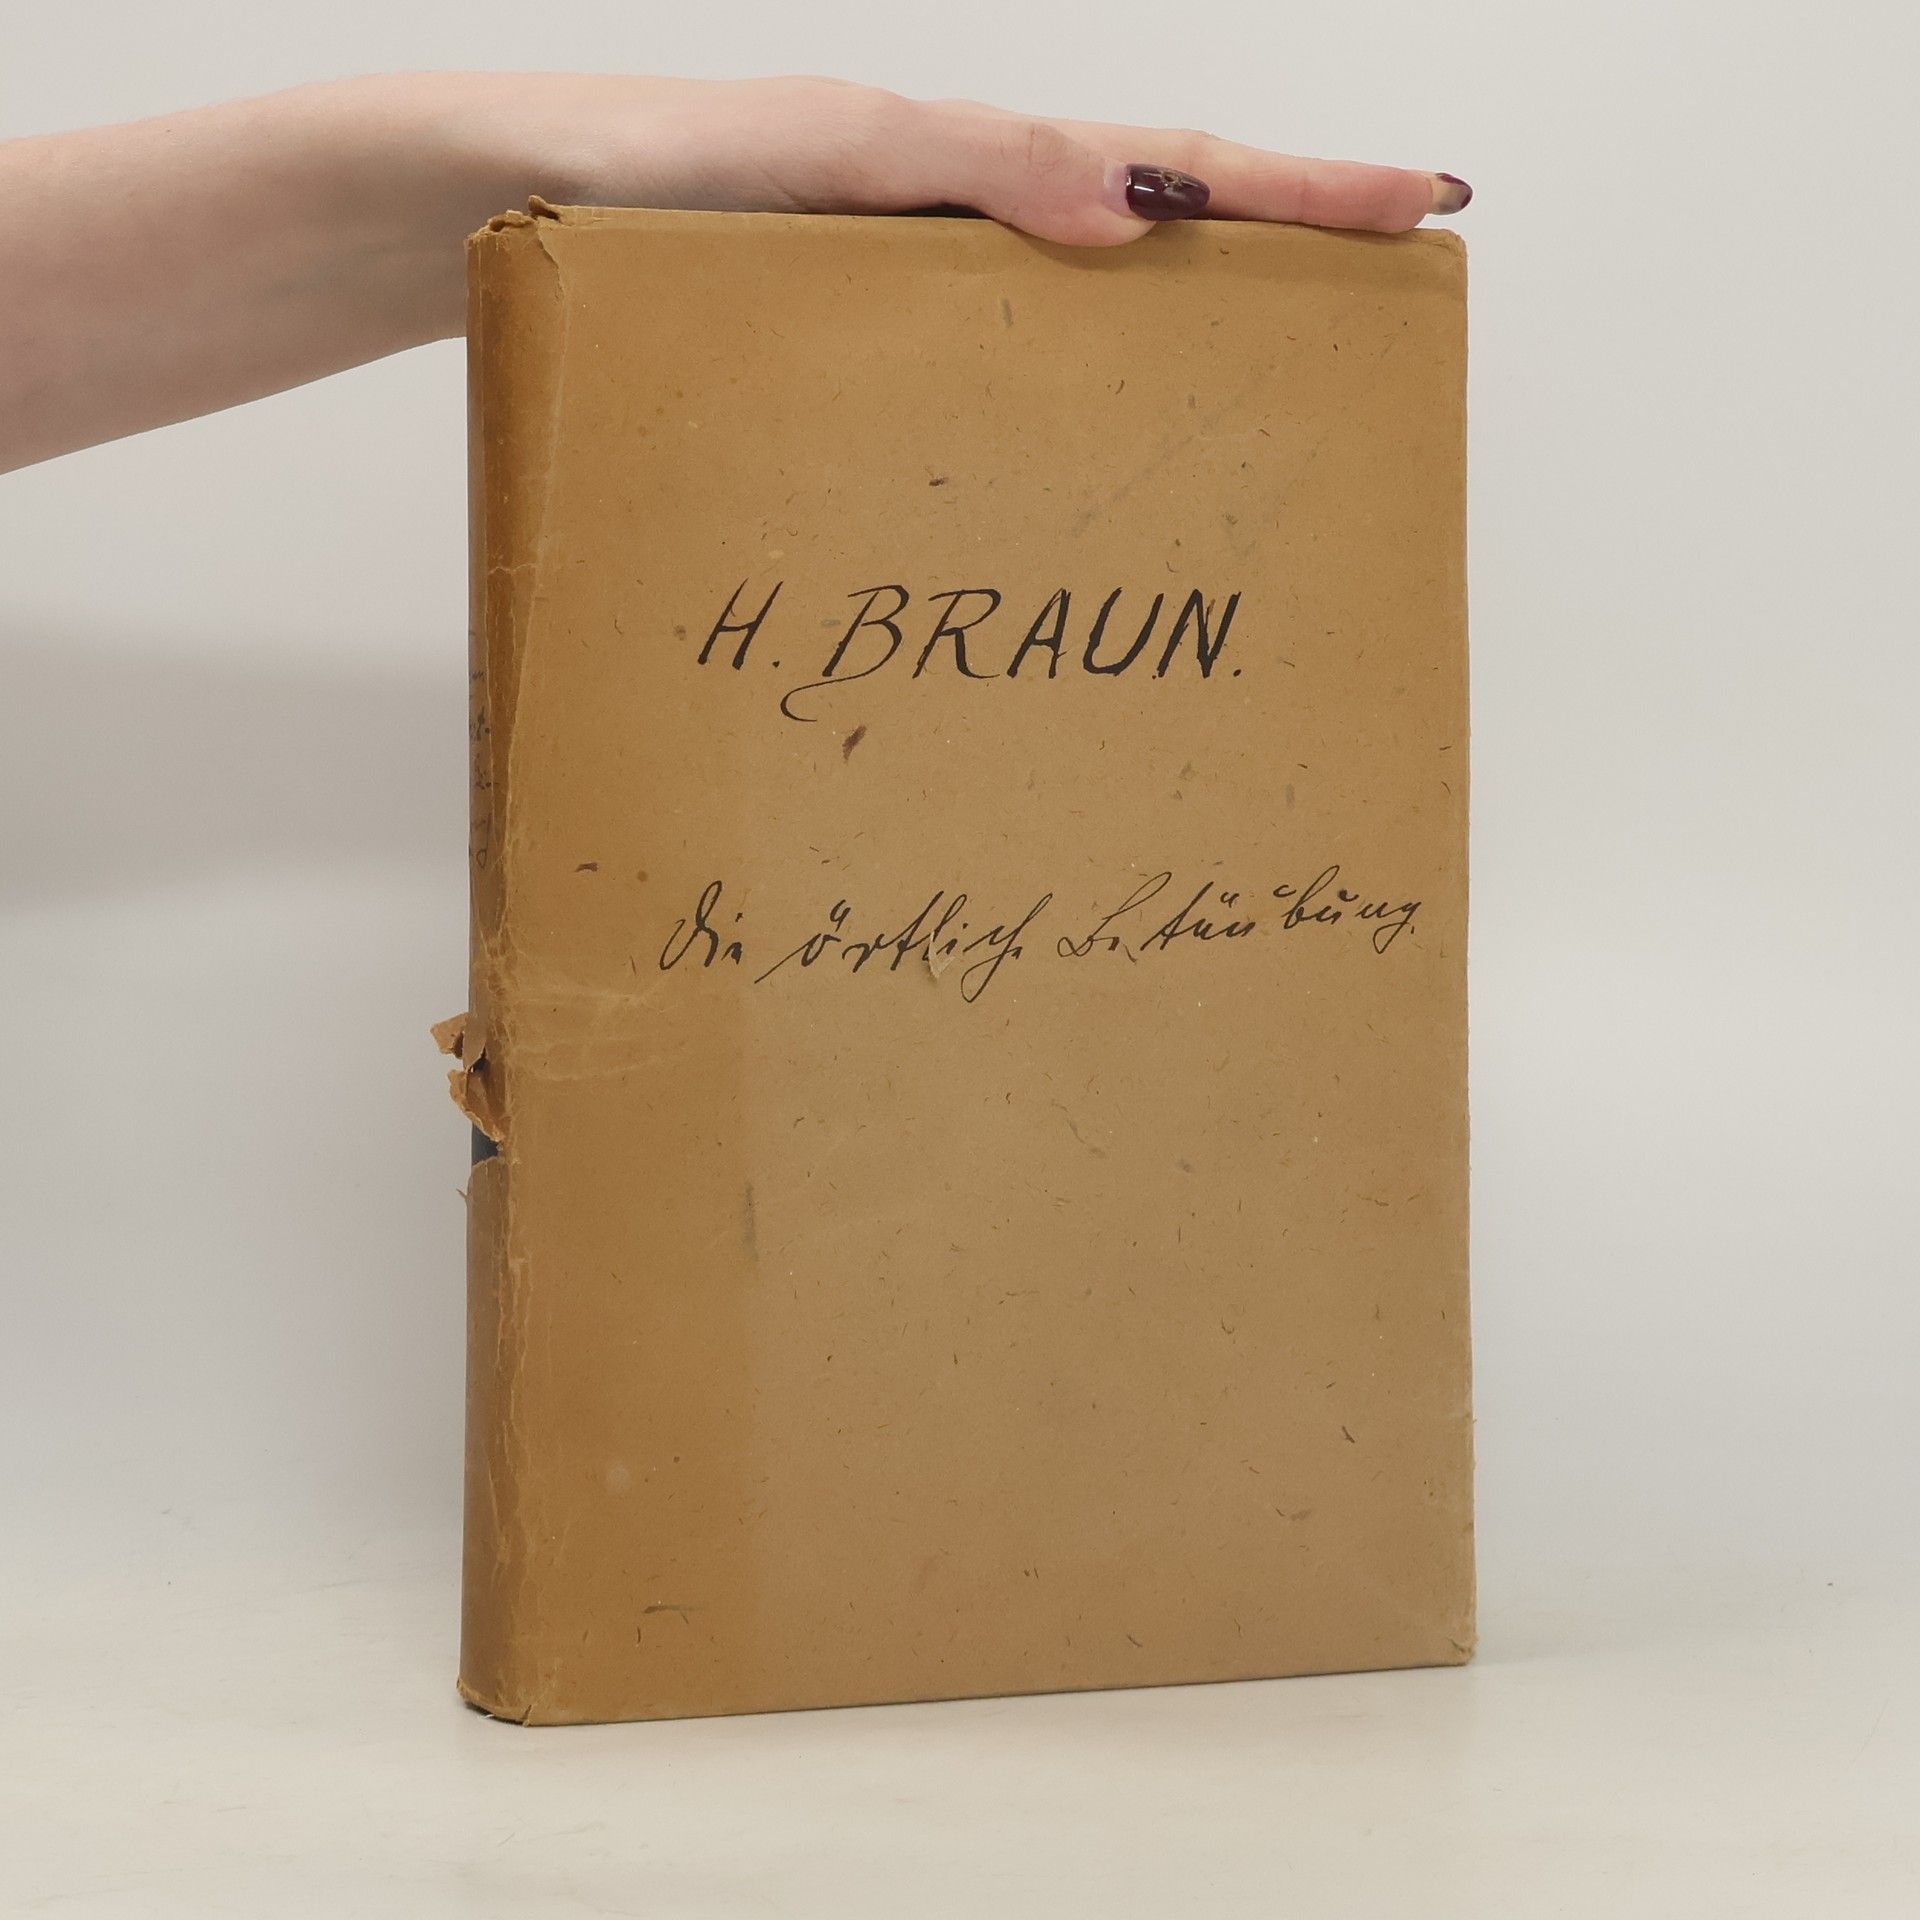 H. BRAUN.
Die örtliche Betäubung.